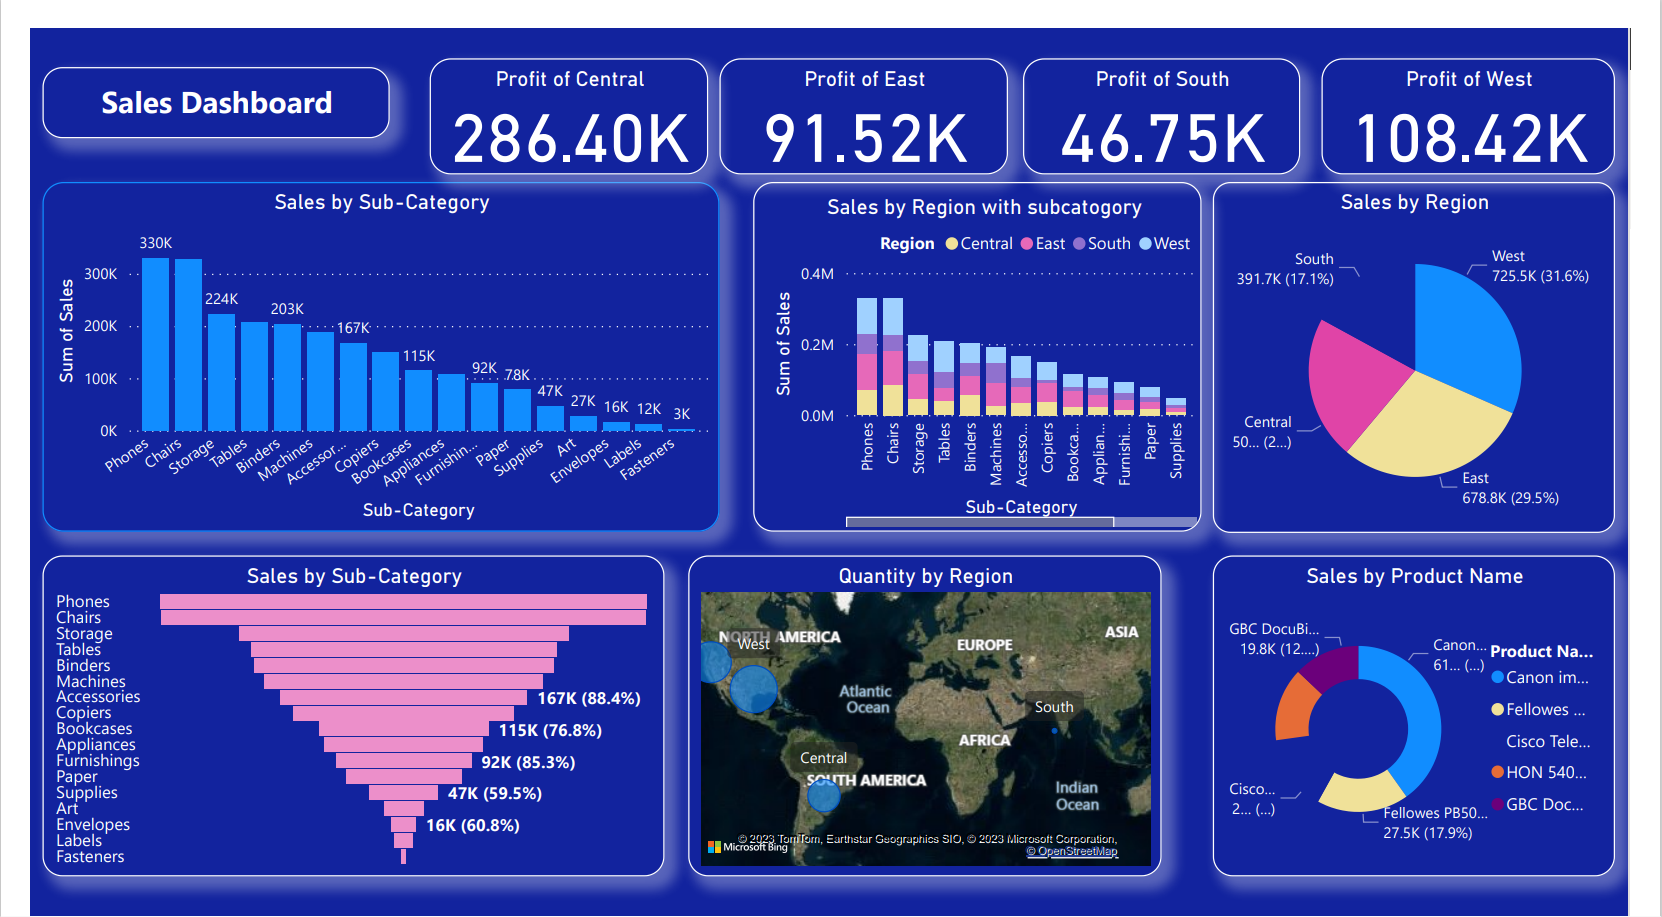 Sales Dashboard
Profit of Central
286.40K
Profit of East
91.52K
Profit of South
46.75K
Profit of West
108.42K
Sales by Sub-Category
Sum of Sales
300K
200K
100K
0K
330K
224K
203K
167K
115K
92K
78K
47K
27K
16K
12K
3K
Phones
Chairs
Storage
Tables
Binders
Machines
Accessor...
Copiers
Bookcases
Appliances
Furnishin...
Paper
Supplies
Art
Envelopes
Labels
Fasteners
Sub-Category
Sales by Region with subcatogory
Region Central East South West
Sum of Sales
0.4M
0.2M
0.0M
Phones
Chairs
Storage
Tables
Binders
Machines
Accesso...
Copiers
Bookca...
Applian...
Furnishi...
Paper
Supplies
Sub-Category
Sales by Region
South
391.7K (17.1%)
West
725.5K (31.6%)
Central
50... (2...)
East
678.8K (29.5%)
Sales by Sub-Category
Phones
Chairs
Storage
Tables
Binders
Machines
Accessories 167K (88.4%)
Copiers
Bookcases 115K (76.8%)
Appliances
Furnishings 92K (85.3%)
Paper
Supplies 47K (59.5%)
Art
Envelopes 16K (60.8%)
Labels
Fasteners
Quantity by Region
NORTH AMERICA
West
EUROPE
ASIA
Atlantic
Ocean
South
AFRICA
Central
SOUTH AMERICA
Indian
Ocean
© 2023 TomTom, Earthstar Geographics SIO, © 2023 Microsoft Corporation,
© OpenStreetMap
Microsoft Bing
Sales by Product Name
GBC DocuBi...
19.8K (12....)
Canon...
61... (...)
Cisco...
2... (...)
Fellowes PB50...
27.5K (17.9%)
Product Na...
Canon im...
Fellowes ...
Cisco Tele...
HON 540...
GBC Doc...